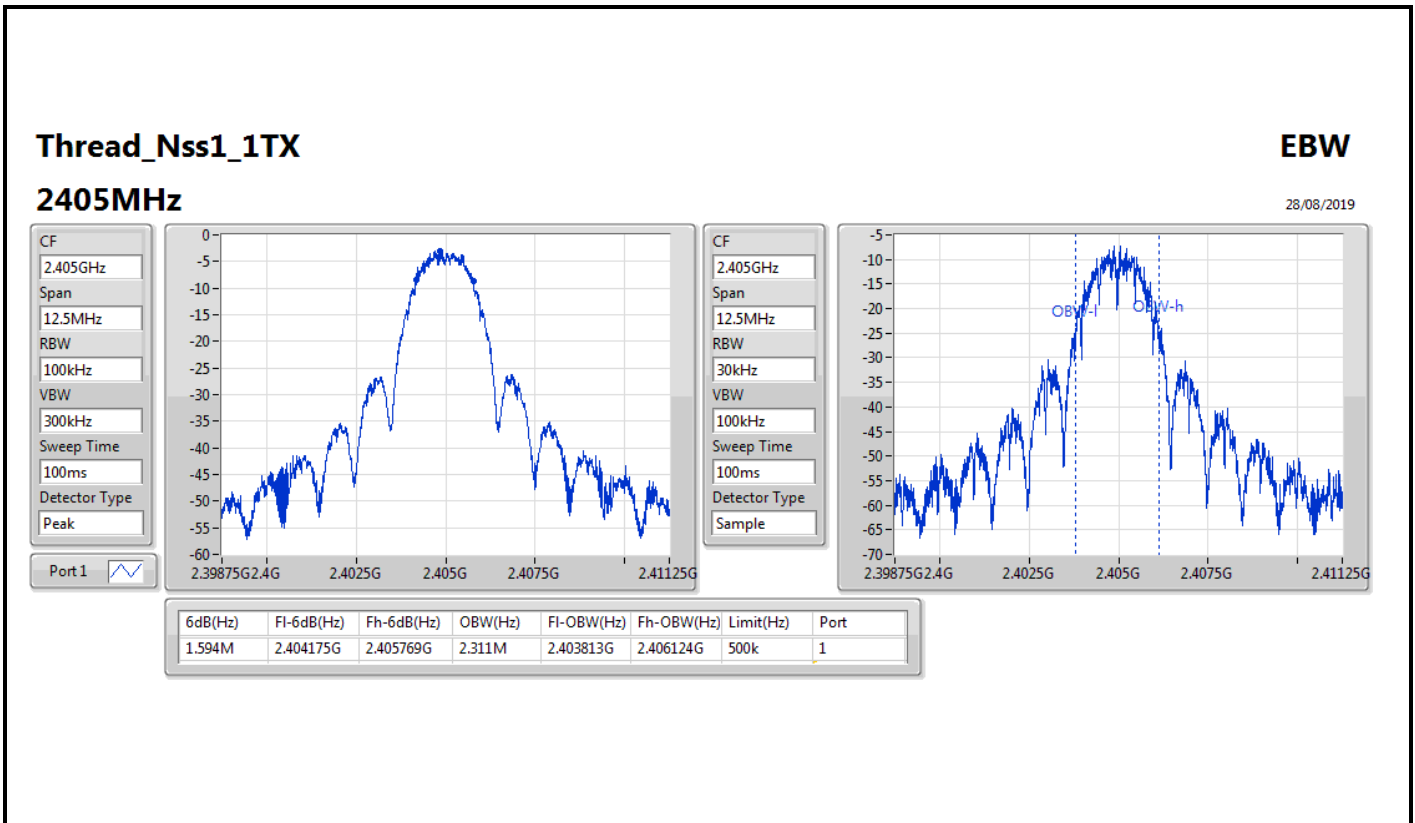 Thread_Nss1_1TX
EBW
2405MHz
28/08/2019
CF
2.405GHz
Span
12.5MHz
RBW
100kHz
VBW
300kHz
Sweep Time
100ms
Detector Type
Peak
Port 1
0
-5
-10
-15
-20
-25
-30
-35
-40
-45
-50
-55
-60
2.39875G 2.4G 2.4025G 2.405G 2.4075G 2.41125G
CF
2.405GHz
Span
12.5MHz
RBW
30kHz
VBW
100kHz
Sweep Time
100ms
Detector Type
Sample
-5
-10
-15
-20
-25
-30
-35
-40
-45
-50
-55
-60
-65
-70
OBW-l OBW-h
2.39875G 2.4G 2.4025G 2.405G 2.4075G 2.41125G
6dB(Hz) Fl-6dB(Hz) Fh-6dB(Hz) OBW(Hz) Fl-OBW(Hz) Fh-OBW(Hz) Limit(Hz) Port
1.594M 2.404175G 2.405769G 2.311M 2.403813G 2.406124G 500k 1